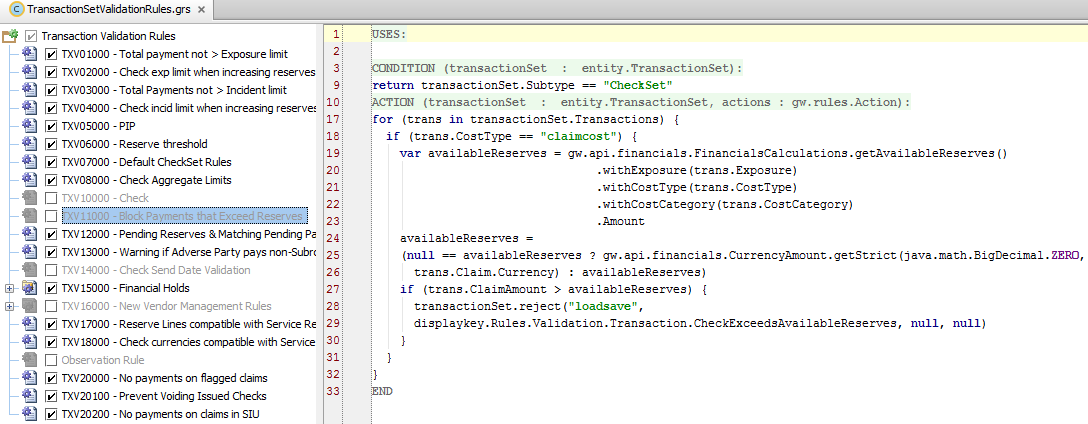 TransactionSetValidationRules.grs
Transaction Validation Rules
TXV01000 - Total payment not > Exposure limit
TXV02000 - Check exp limit when increasing reserves
TXV03000 - Total Payments not > Incident limit
TXV04000 - Check incid limit when increasing reserves
TXV05000 - PIP
TXV06000 - Reserve threshold
TXV07000 - Default CheckSet Rules
TXV08000 - Check Aggregate Limits
TXV10000 - Check
TXV11000 - Block Payments that Exceed Reserves
TXV12000 - Pending Reserves & Matching Pending Pa
TXV13000 - Warning if Adverse Party pays non-Subro
TXV14000 - Check Send Date Validation
TXV15000 - Financial Holds
TXV16000 - New Vendor Management Rules
TXV17000 - Reserve Lines compatible with Service Re
TXV18000 - Check currencies compatible with Service
Observation Rule
TXV20000 - No payments on flagged claims
TXV20100 - Prevent Voiding Issued Checks
TXV20200 - No payments on claims in SIU
1 USES:
2
3 CONDITION (transactionSet : entity.TransactionSet):
9 return transactionSet.Subtype == "CheckSet"
10 ACTION (transactionSet : entity.TransactionSet, actions : gw.rules.Action):
17 for (trans in transactionSet.Transactions) {
18 if (trans.CostType == "claimcost") {
19 var availableReserves = gw.api.financials.FinancialsCalculations.getAvailableReserves()
20 .withExposure(trans.Exposure)
21 .withCostType(trans.CostType)
22 .withCostCategory(trans.CostCategory)
23 .Amount
24 availableReserves =
25 (null == availableReserves ? gw.api.financials.CurrencyAmount.getStrict(java.math.BigDecimal.ZERO,
26 trans.Claim.Currency) : availableReserves)
27 if (trans.ClaimAmount > availableReserves) {
28 transactionSet.reject("loadsave",
29 displaykey.Rules.Validation.Transaction.CheckExceedsAvailableReserves, null, null)
30 }
31 }
32 }
33 END